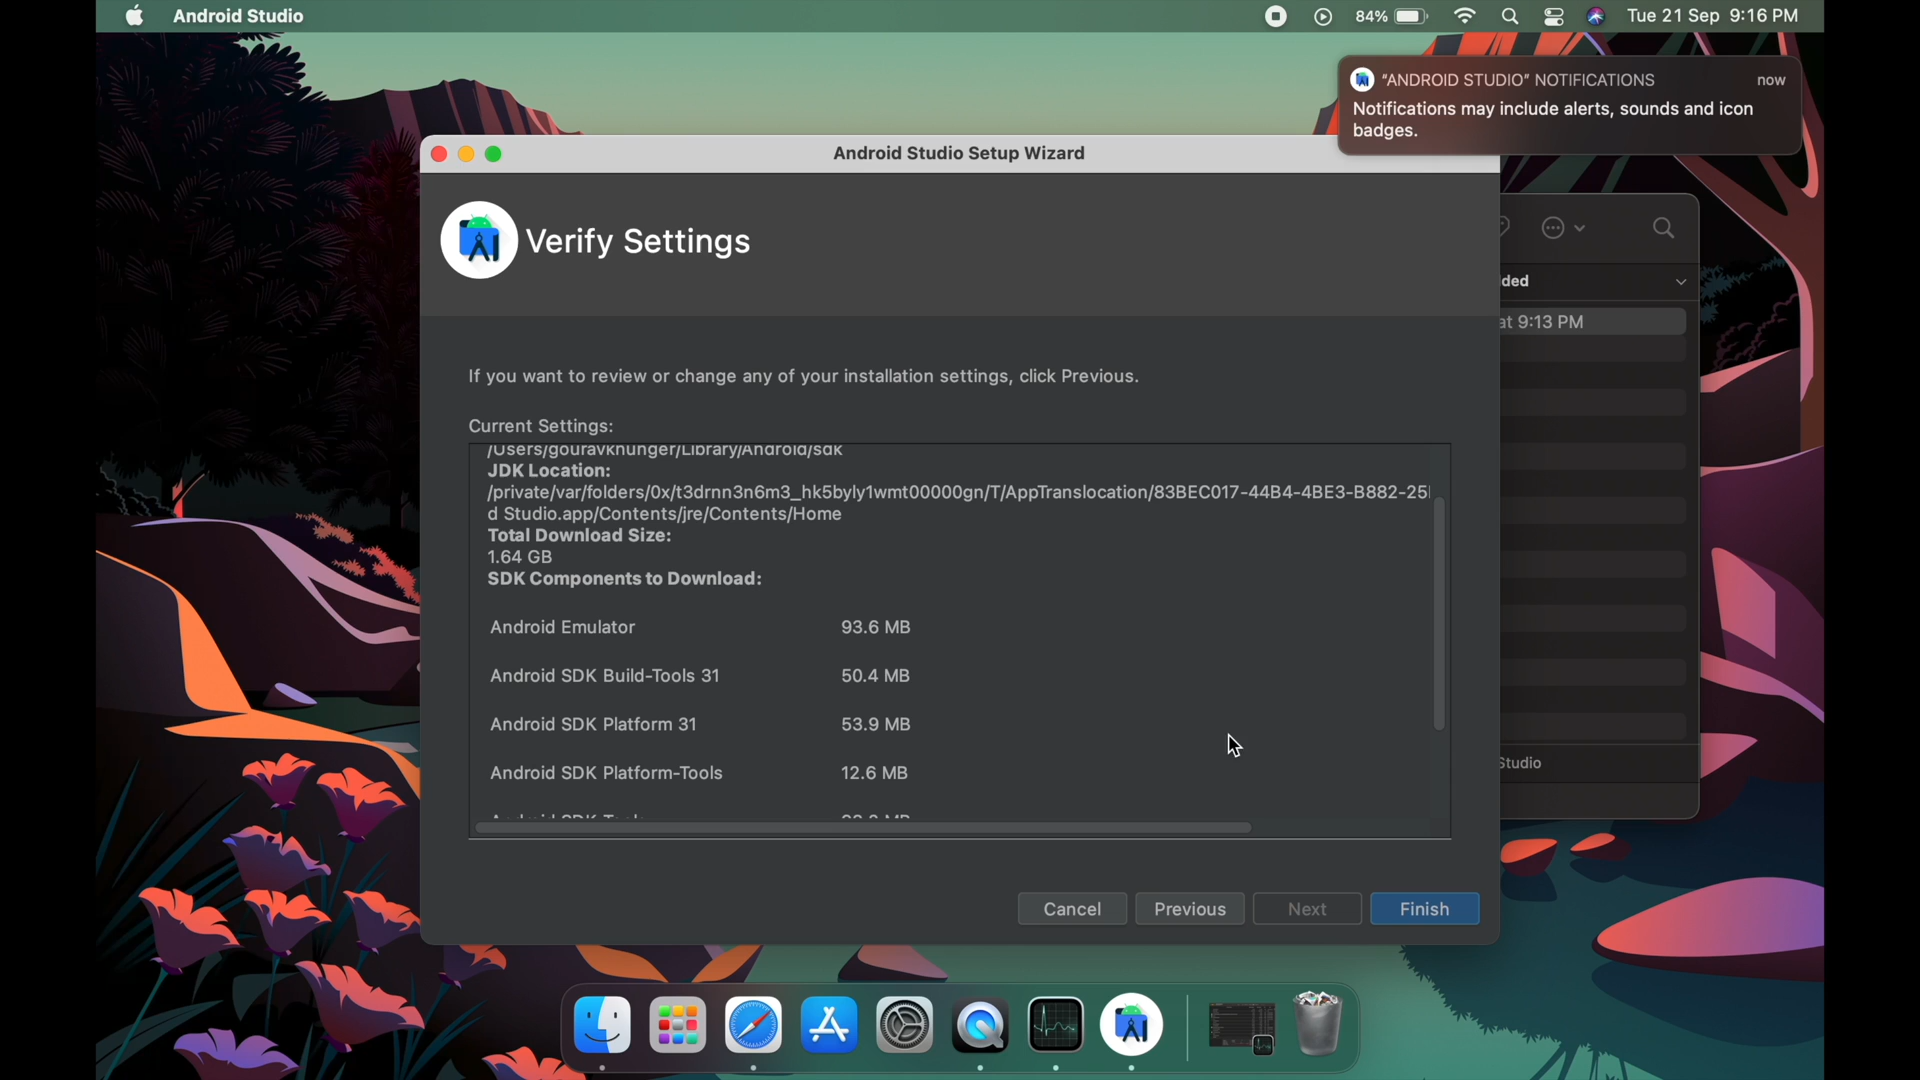 Android Studio
84%
Tue 21 Sep 9:16 PM
"ANDROID STUDIO" NOTIFICATIONS
now
Notifications may include alerts, sounds and icon
badges.
Android Studio Setup Wizard
Verify Settings
ded
at 9:13 PM
Studio
If you want to review or change any of your installation settings, click Previous.
Current Settings:
/Users/gouravkhunger/Library/Android/sdk
JDK Location:
/private/var/folders/0x/t3drnn3n6m3_hk5byly1wmt00000gn/T/AppTranslocation/83BEC017-44B4-4BE3-B882-25
d Studio.app/Contents/jre/Contents/Home
Total Download Size:
1.64 GB
SDK Components to Download:
Android Emulator 93.6 MB
Android SDK Build-Tools 31 50.4 MB
Android SDK Platform 31 53.9 MB
Android SDK Platform-Tools 12.6 MB
Cancel
Previous
Next
Finish